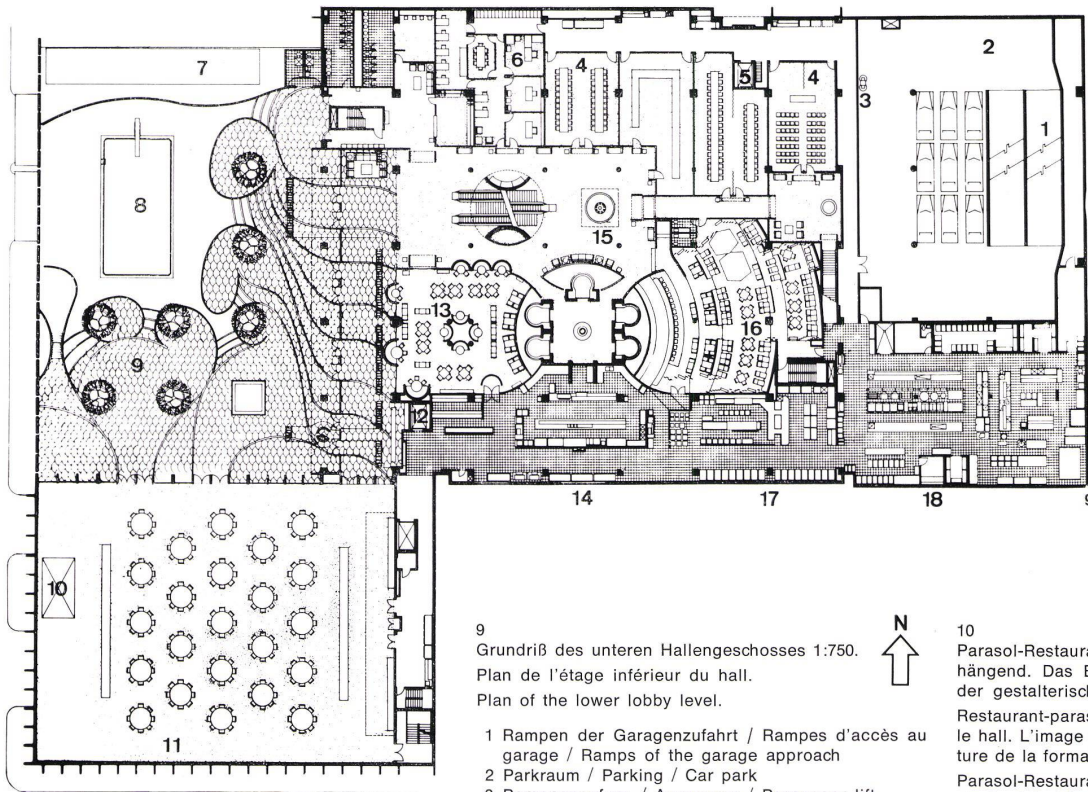 2
7
6
4
5
4
3
1
8
15
13
16
9
12
14
17
18
9
10
11
9
Grundriß des unteren Hallengeschosses 1:750.
Plan de l'étage inférieur du hall.
Plan of the lower lobby level.
N
1 Rampen der Garagenzufahrt / Rampes d'accès au
garage / Ramps of the garage approach
2 Parkraum / Parking / Car park
10
Parasol-Restaura
hängend. Das
der gestalterisch
Restaurant-paras
le hall. L'image
ture de la forma
Parasol-Restaura